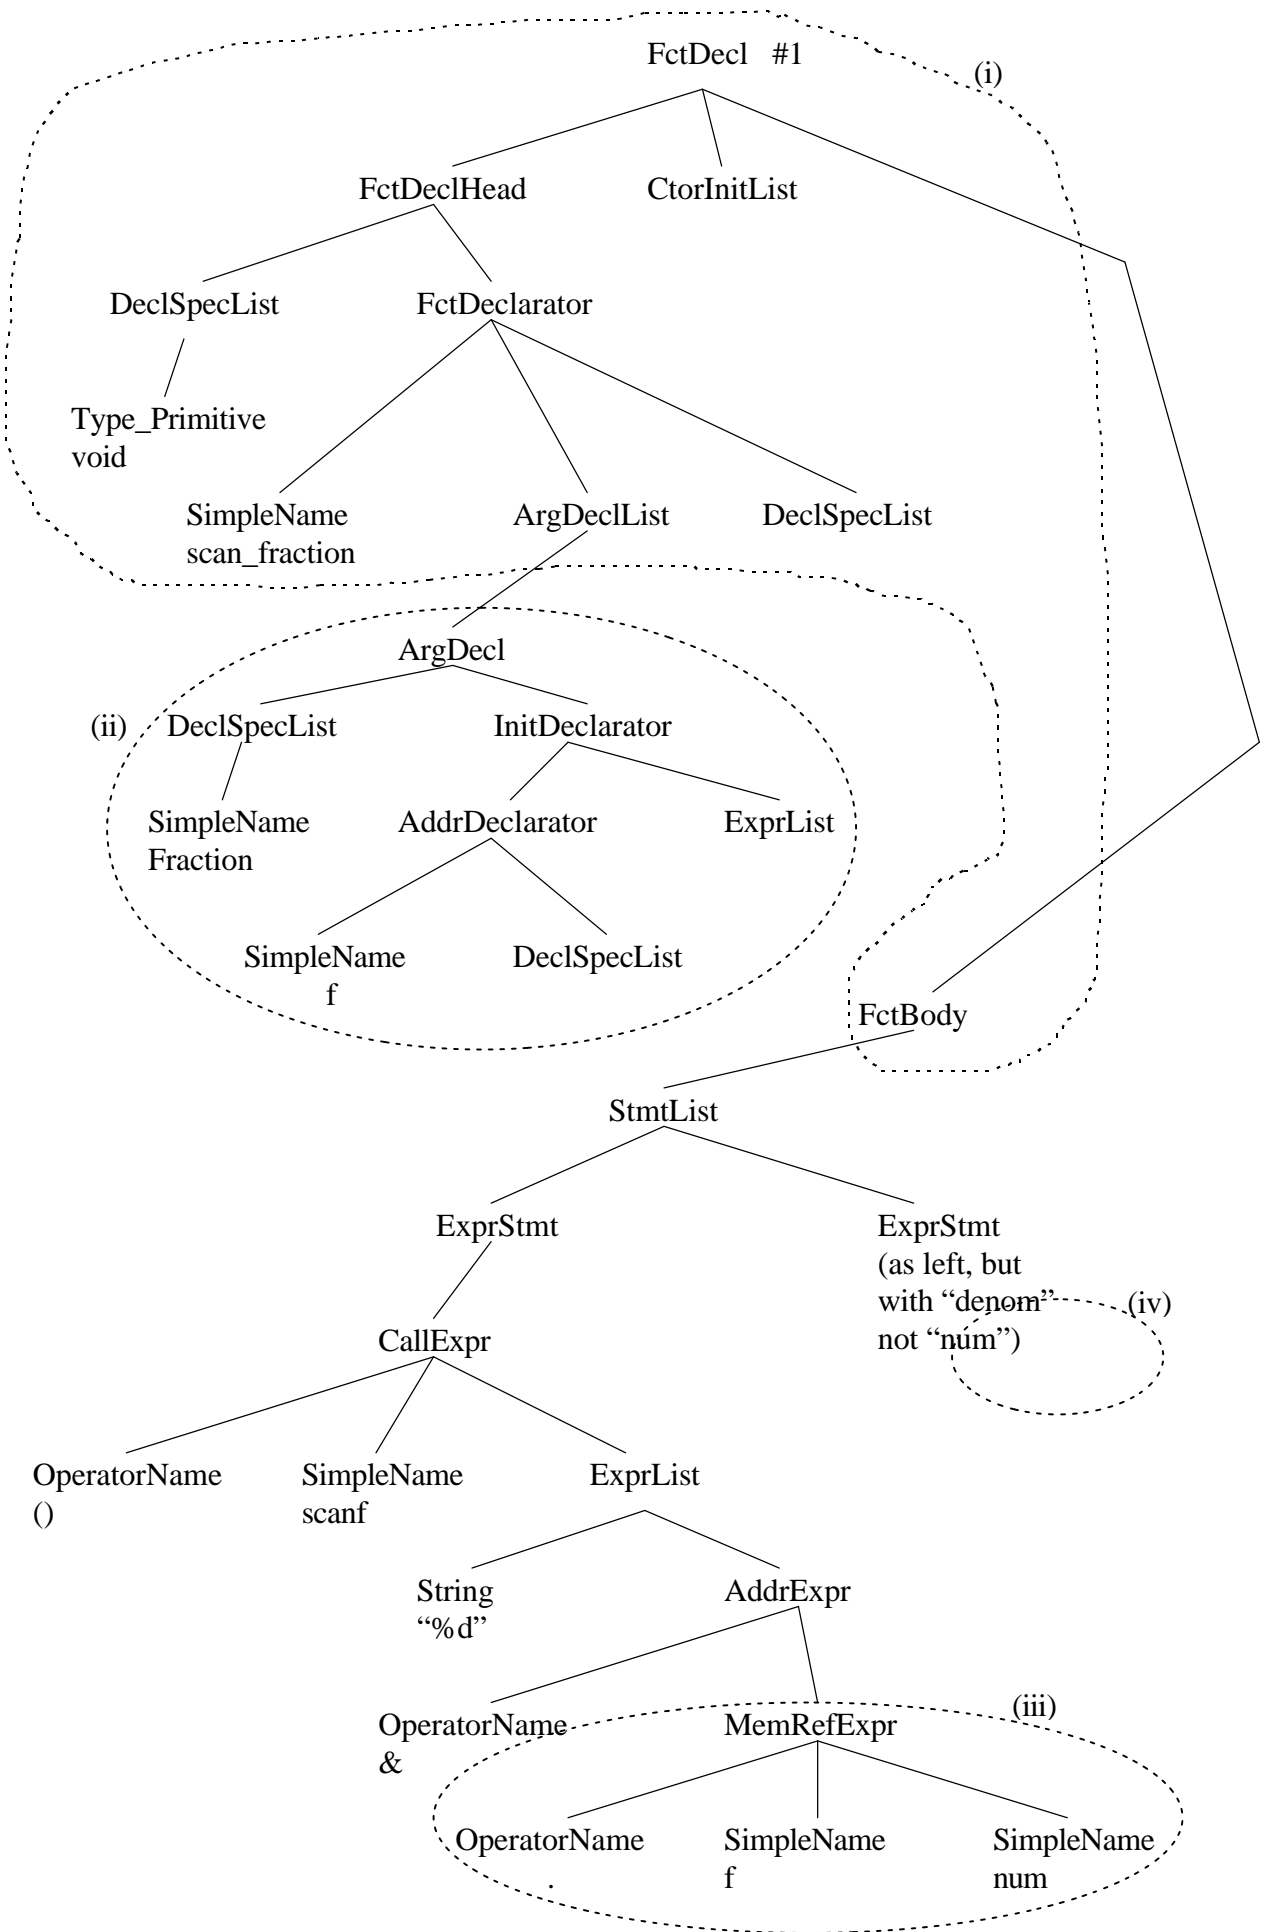 FctDecl #1
(i)
FctDeclHead
CtorInitList
DeclSpecList
FctDeclarator
Type_Primitive
void
SimpleName
scan_fraction
ArgDeclList
DeclSpecList
ArgDecl
(ii)
DeclSpecList
InitDeclarator
SimpleName
Fraction
AddrDeclarator
ExprList
SimpleName
f
DeclSpecList
FctBody
StmtList
ExprStmt
ExprStmt
(as left, but
with “denom”
not “num”)
(iv)
CallExpr
OperatorName
()
SimpleName
scanf
ExprList
String
“%d”
AddrExpr
(iii)
OperatorName
&
MemRefExpr
OperatorName
.
SimpleName
f
SimpleName
num